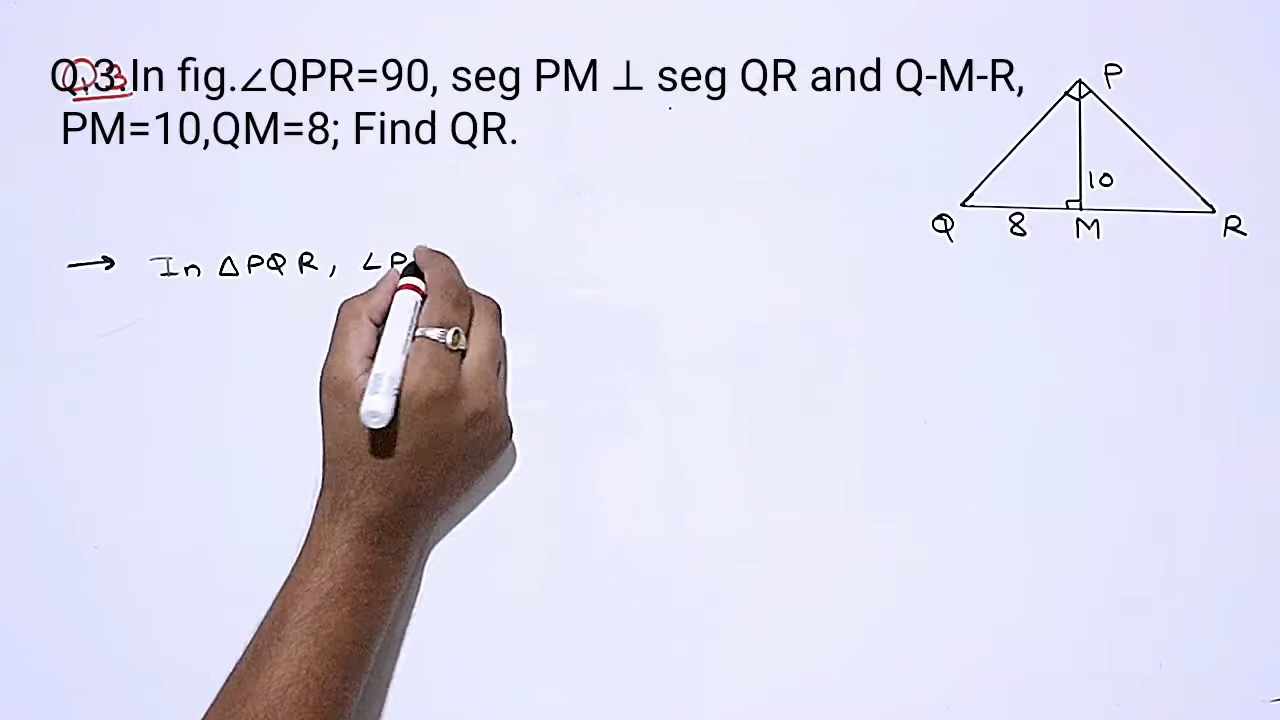 Q.3.In fig.∠QPR=90, seg PM ⊥ seg QR and Q-M-R,
PM=10,QM=8; Find QR.
P
10
Q 8 M R
→ In △PQR, ∠P